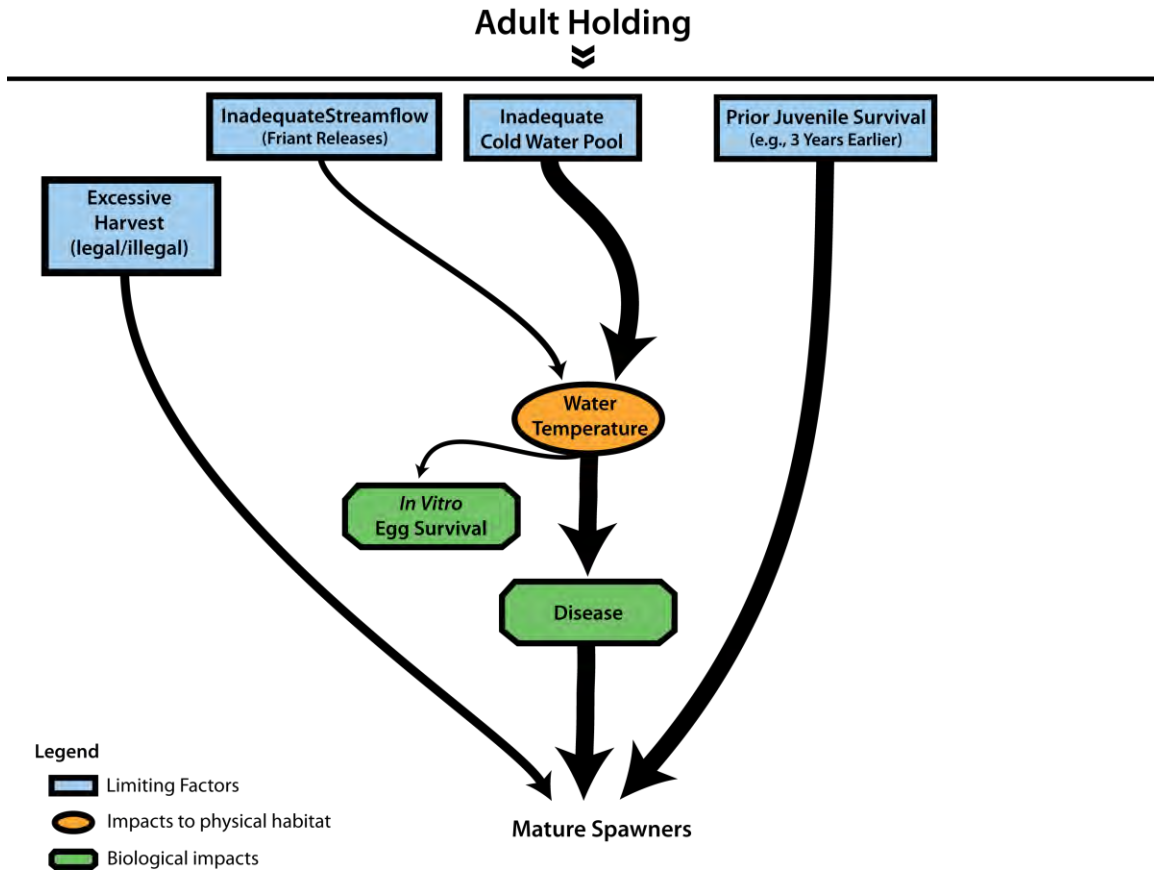 Adult Holding
InadequateStreamflow
(Friant Releases)
Inadequate
Cold Water Pool
Prior Juvenile Survival
(e.g., 3 Years Earlier)
Excessive
Harvest
(legal/illegal)
Water
Temperature
In Vitro
Egg Survival
Disease
Mature Spawners
Legend
Limiting Factors
Impacts to physical habitat
Biological impacts